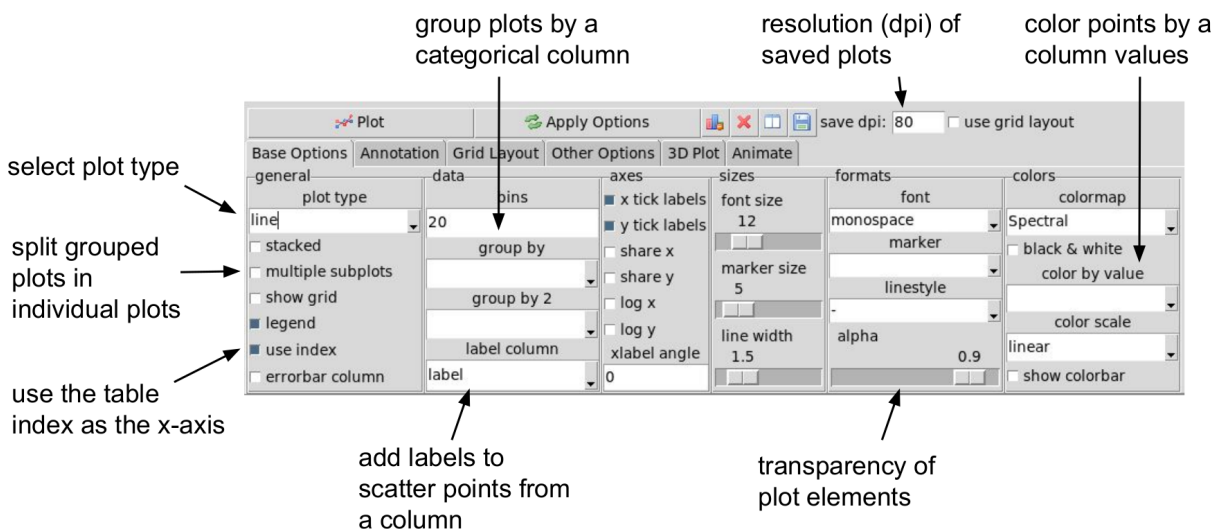 group plots by a
categorical column
resolution (dpi) of
saved plots
color points by a
column values
Plot
Apply Options
save dpi: 80
use grid layout
Base Options
Annotation
Grid Layout
Other Options
3D Plot
Animate
select plot type
split grouped
plots in
individual plots
use the table
index as the x-axis
general
plot type
line
stacked
multiple subplots
show grid
legend
use index
errorbar column
data
bins
20
group by
group by 2
label column
label
axes
x tick labels
y tick labels
share x
share y
log x
log y
xlabel angle
0
sizes
font size
12
marker size
5
line width
1.5
formats
font
monospace
marker
linestyle
-
alpha
0.9
colors
colormap
Spectral
black & white
color by value
color scale
linear
show colorbar
add labels to
scatter points from
a column
transparency of
plot elements